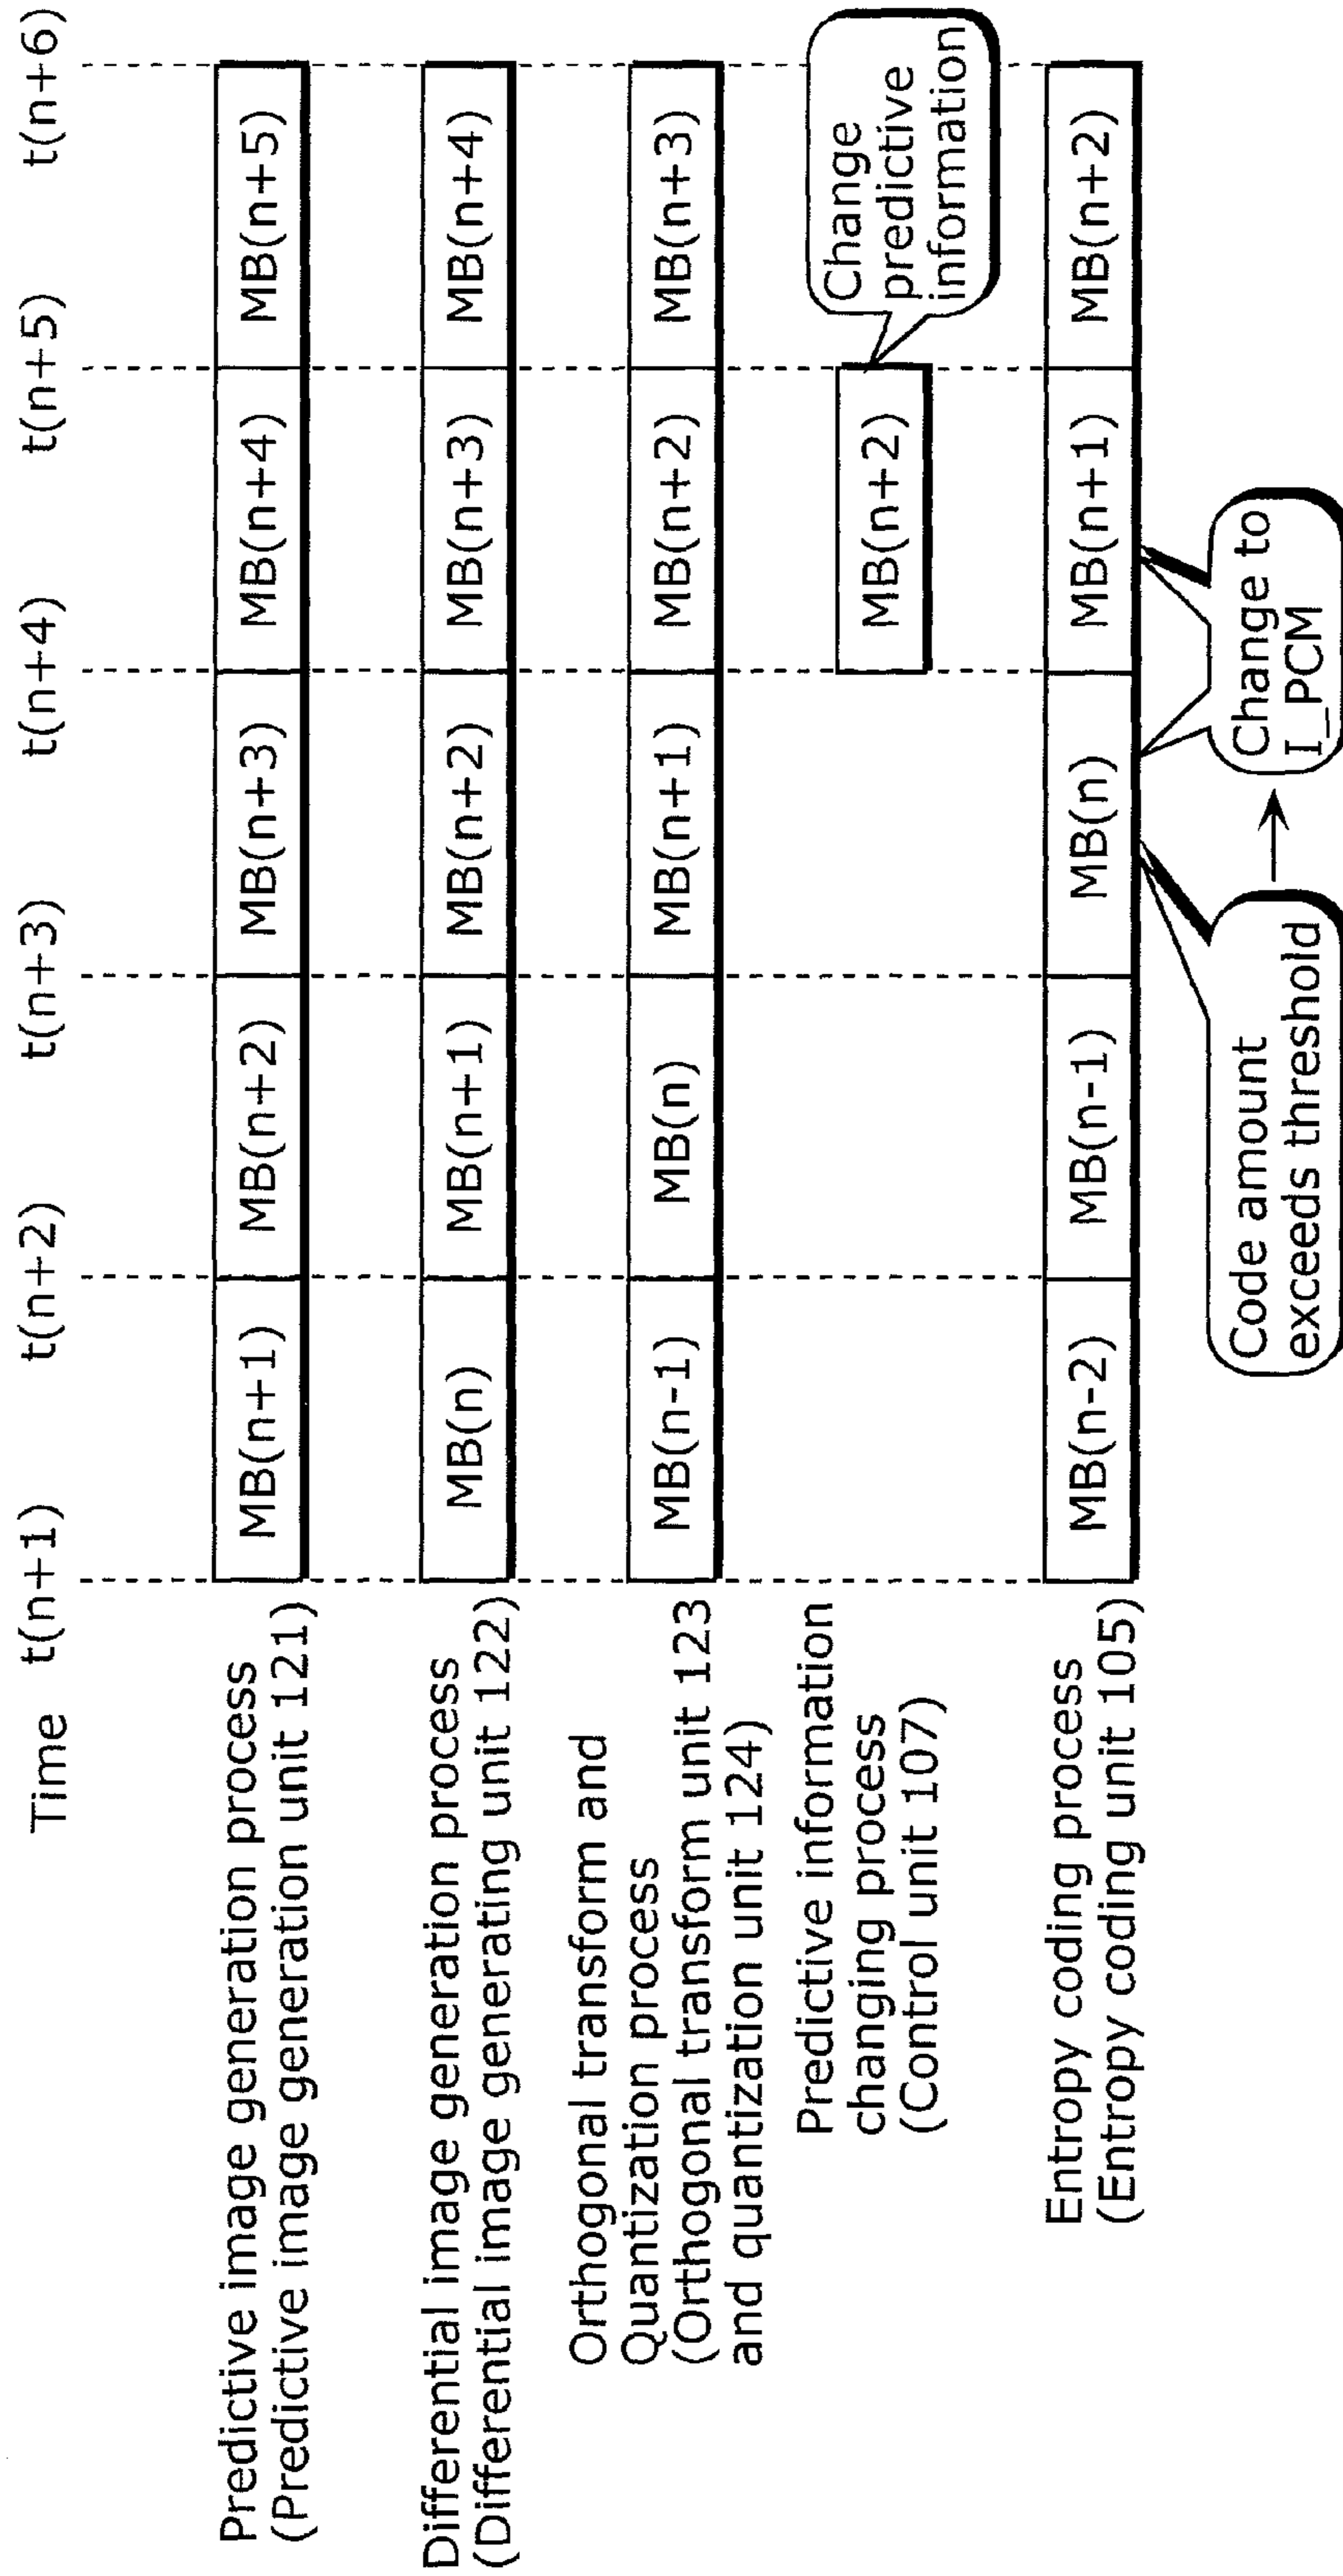 Time t(n+1) t(n+2) t(n+3) t(n+4) t(n+5) t(n+6)
Predictive image generation process
(Predictive image generation unit 121)
MB(n+1) MB(n+2) MB(n+3) MB(n+4) MB(n+5)
Differential image generation process
(Differential image generating unit 122)
MB(n) MB(n+1) MB(n+2) MB(n+3) MB(n+4)
Orthogonal transform and
Quantization process
(Orthogonal transform unit 123
and quantization unit 124)
MB(n-1) MB(n) MB(n+1) MB(n+2) MB(n+3)
Predictive information
changing process
(Control unit 107)
MB(n+2)
Change
predictive
information
Entropy coding process
(Entropy coding unit 105)
MB(n-2) MB(n-1) MB(n) MB(n+1) MB(n+2)
Code amount
exceeds threshold
Change to
I_PCM